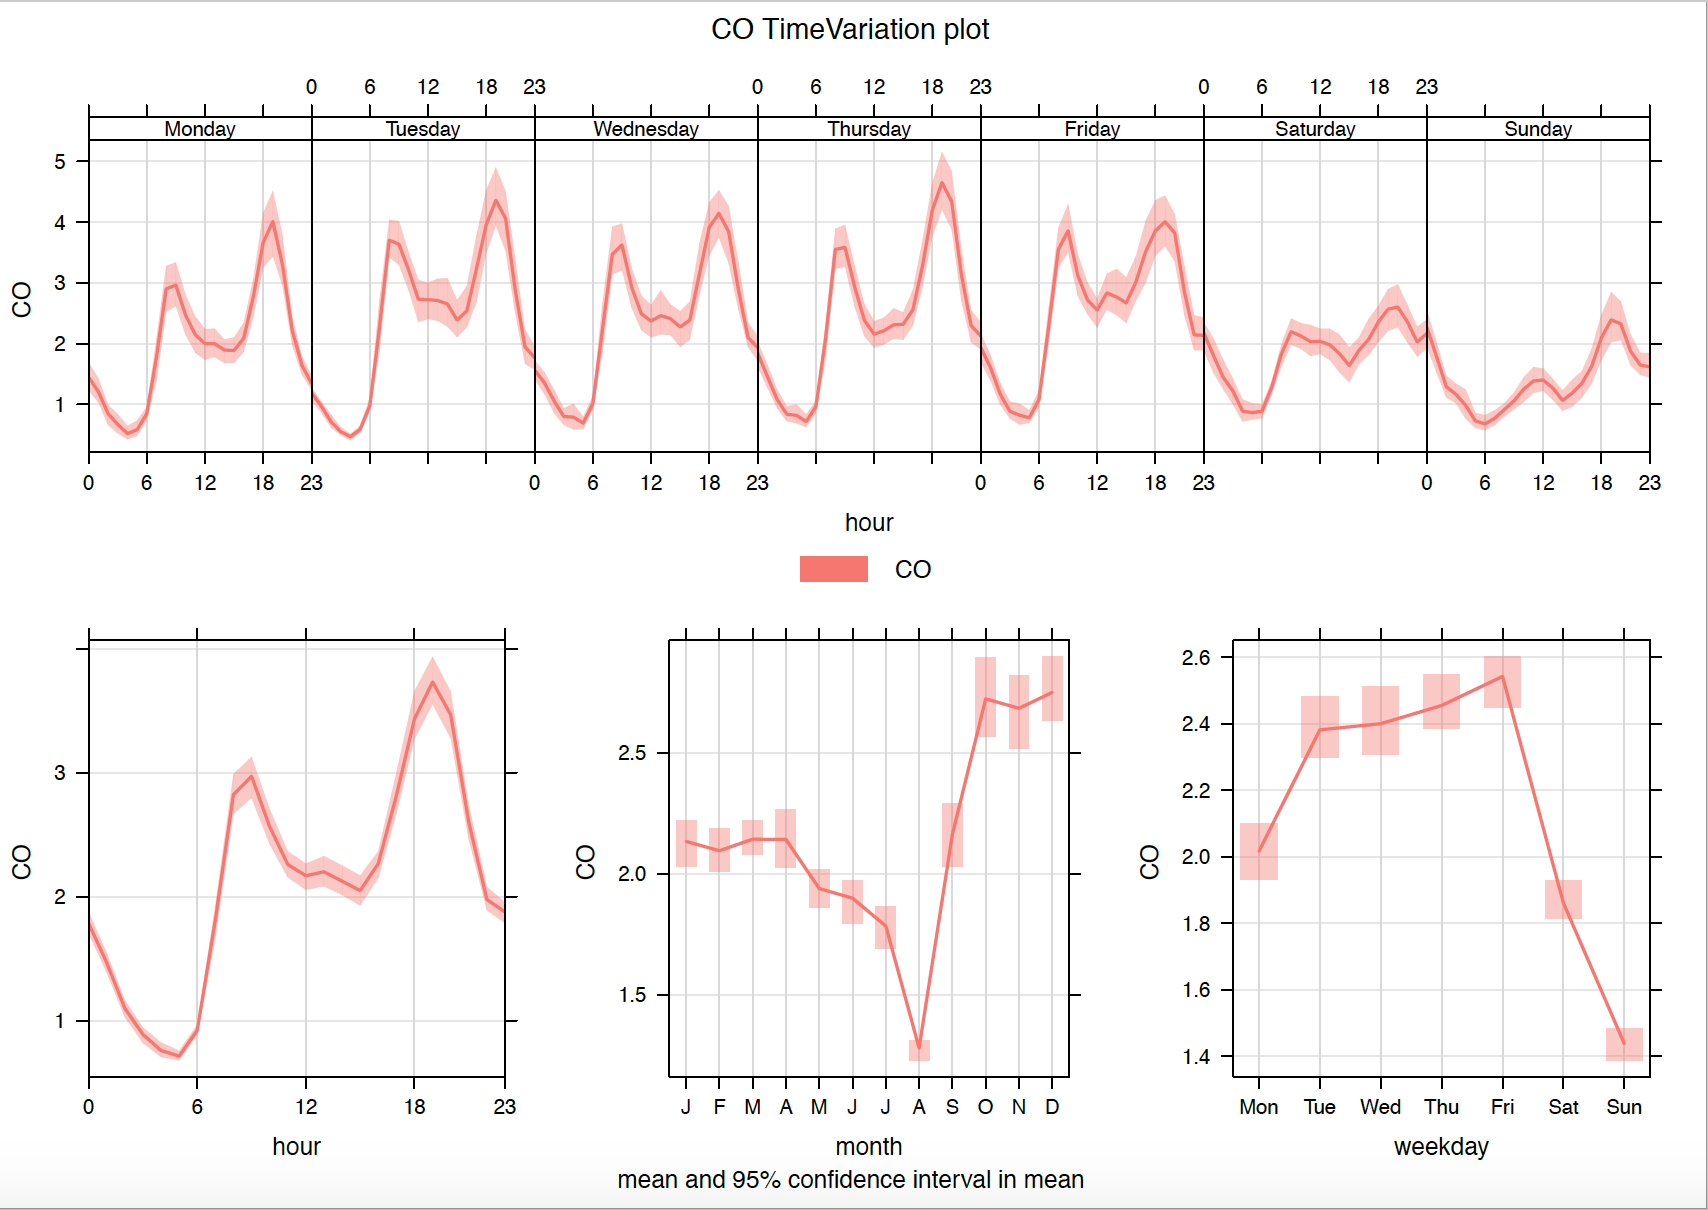 CO TimeVariation plot
0 6 12 18 23 0 6 12 18 23 0 6 12 18 23
Monday Tuesday Wednesday Thursday Friday Saturday Sunday
5
4
3
2
1
CO
0 6 12 18 23 0 6 12 18 23 0 6 12 18 23 0 6 12 18 23
hour
CO
3
2
1
CO
0 6 12 18 23
hour
2.5
2.0
1.5
CO
J F M A M J J A S O N D
month
2.6
2.4
2.2
2.0
1.8
1.6
1.4
CO
Mon Tue Wed Thu Fri Sat Sun
weekday
mean and 95% confidence interval in mean